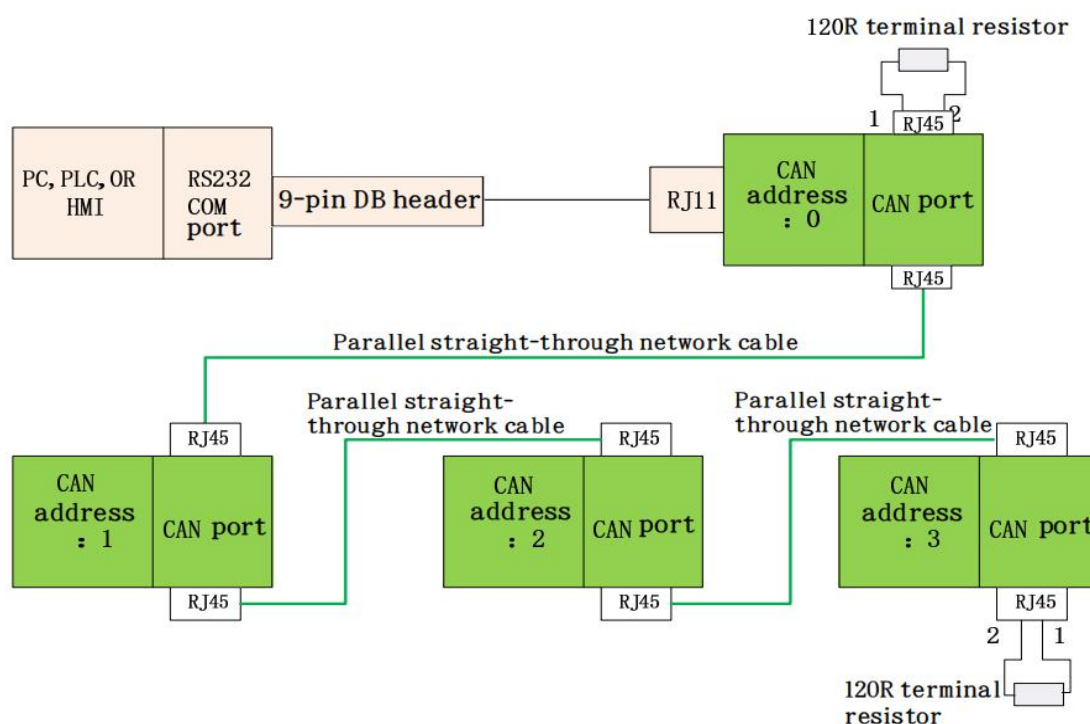 120R terminal resistor
1 2
RJ45
PC, PLC, OR
HMI
RS232
COM
port
9-pin DB header
RJ11
CAN
address
: 0
CAN port
RJ45
Parallel straight-through network cable
Parallel straight-
through network cable
Parallel straight-
through network cable
RJ45
CAN
address
: 1
CAN port
RJ45
RJ45
CAN
address
: 2
CAN port
RJ45
RJ45
CAN
address
: 3
CAN port
RJ45
2 1
120R terminal
resistor